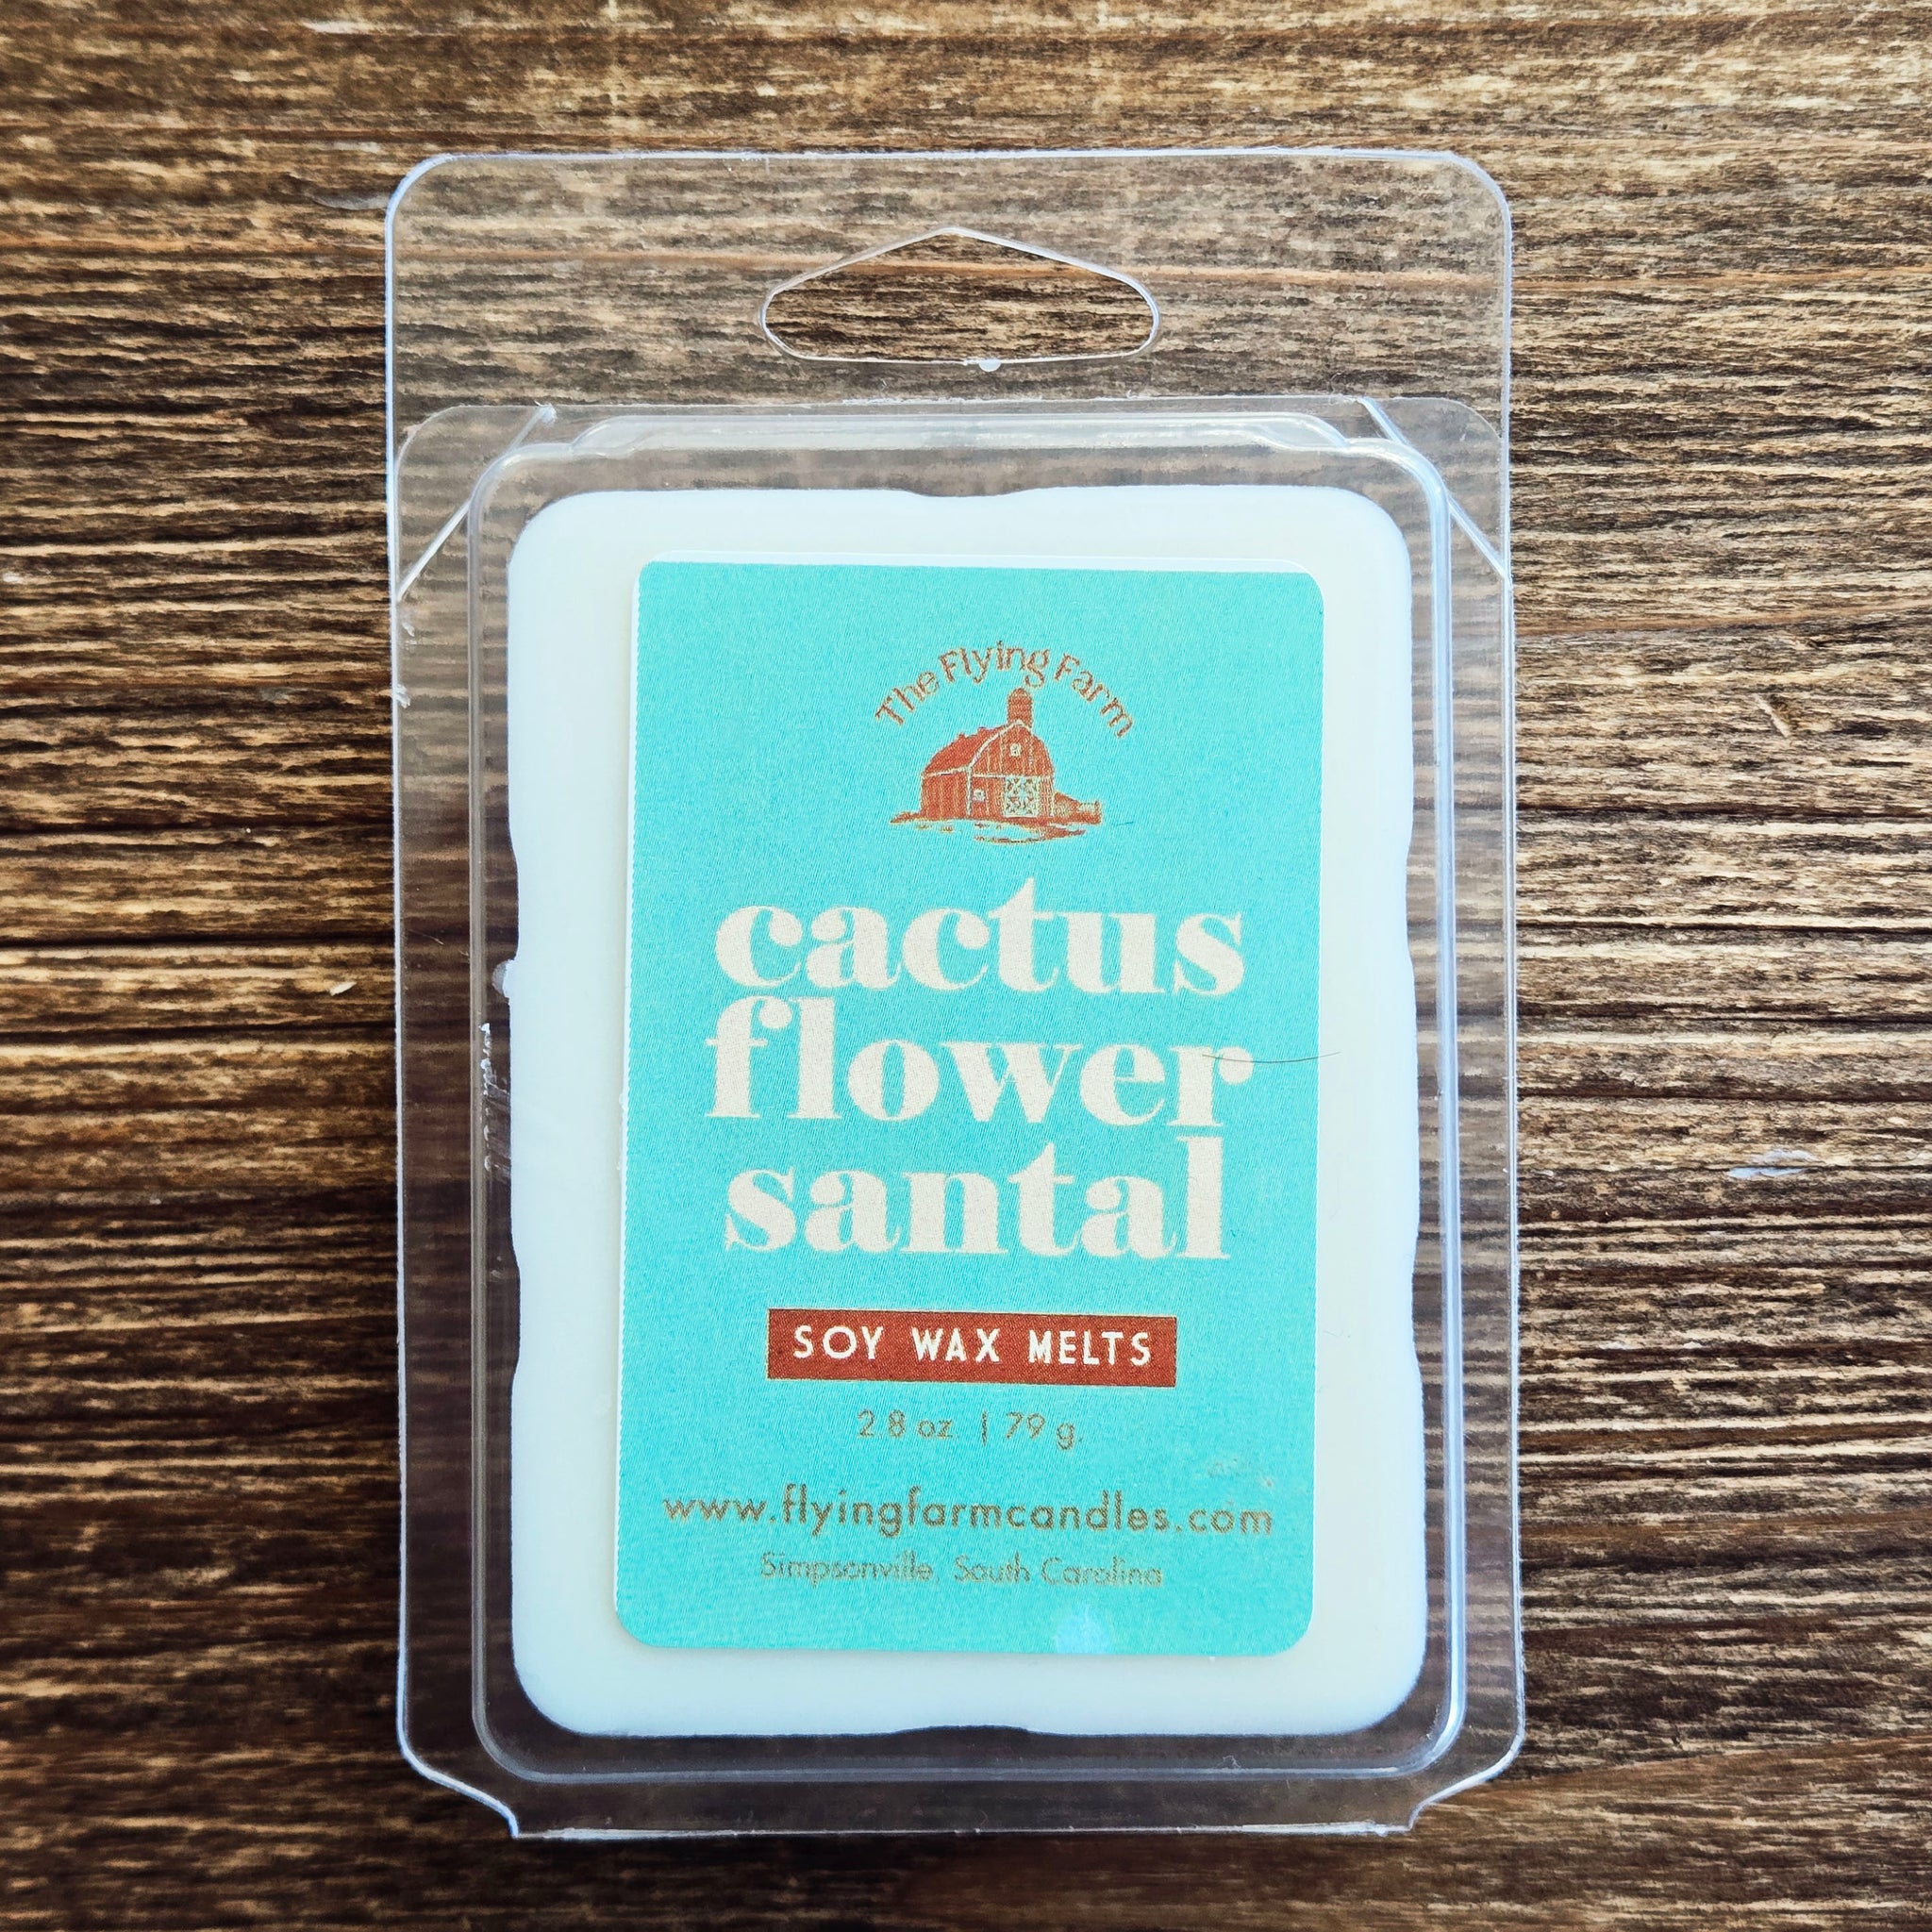 The Flying Farm
cactus
flower
santal
SOY WAX MELTS
2.8 oz | 79 g.
www.flyingfarmcandles.com
Simpsonville, South Carolina